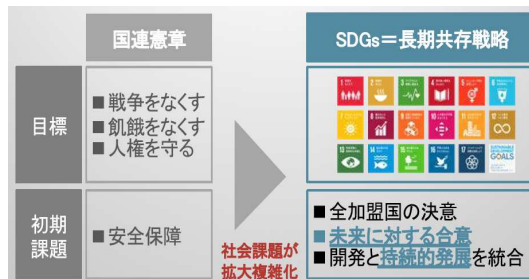 国連憲章
SDGs＝長期共存戦略
目標
■戦争をなくす
■飢餓をなくす
■人権を守る
GOALS
初期
課題
■安全保障
社会課題が
拡大複雑化
■全加盟国の決意
■未来に対する合意
■開発と持続的発展を統合